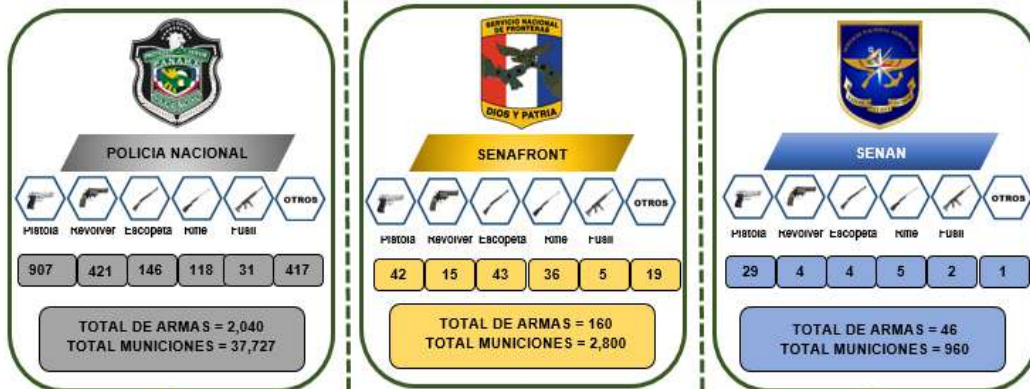 SERVICIO NACIONAL
DE FRONTERAS
PANAMA
DIOS Y PATRIA
POLICIA NACIONAL
SENAFRONT
SENAN
OTROS
Pistola Revolver Escopeta Rifle Fusil
907 421 146 118 31 417
TOTAL DE ARMAS = 2,040
TOTAL MUNICIONES = 37,727
OTROS
Pistola Revolver Escopeta Rifle Fusil
42 15 43 36 5 19
TOTAL DE ARMAS = 160
TOTAL MUNICIONES = 2,800
OTROS
Pistola Revolver Escopeta Rifle Fusil
29 4 4 5 2 1
TOTAL DE ARMAS = 46
TOTAL MUNICIONES = 960